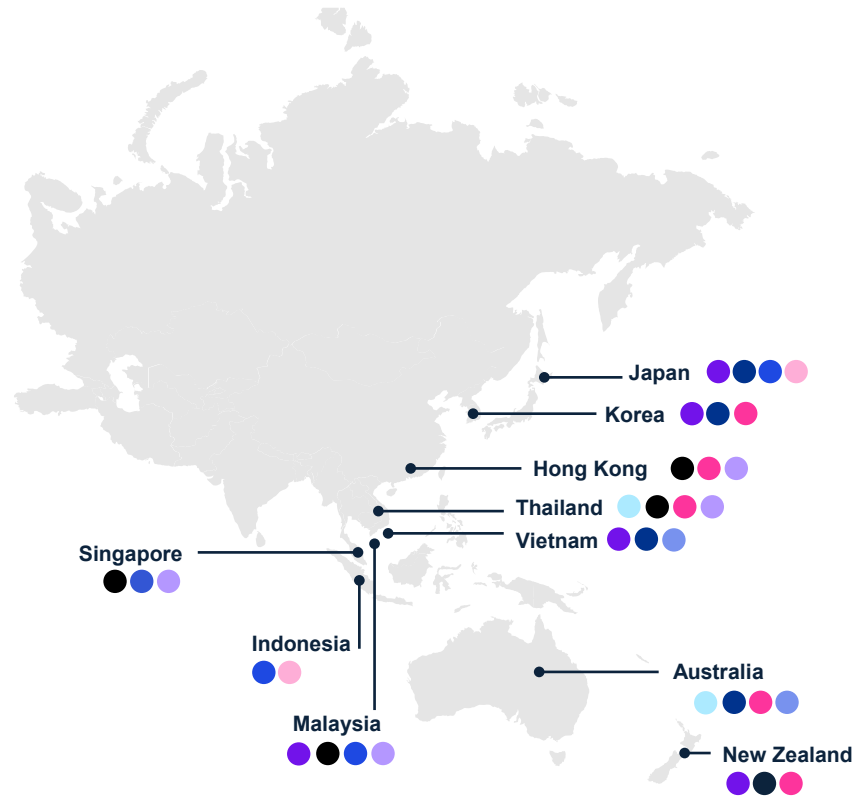 Japan
Korea
Hong Kong
Thailand
Vietnam
Singapore
Indonesia
Australia
Malaysia
New Zealand